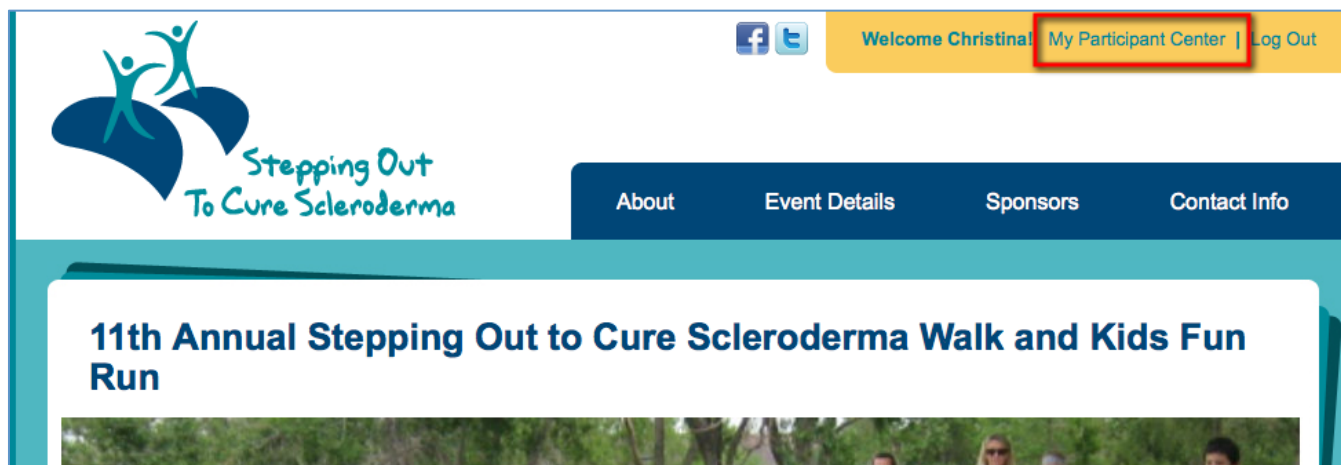 Welcome Christina! My Participant Center | Log Out
Stepping Out
To Cure Scleroderma
About Event Details Sponsors Contact Info
11th Annual Stepping Out to Cure Scleroderma Walk and Kids Fun
Run